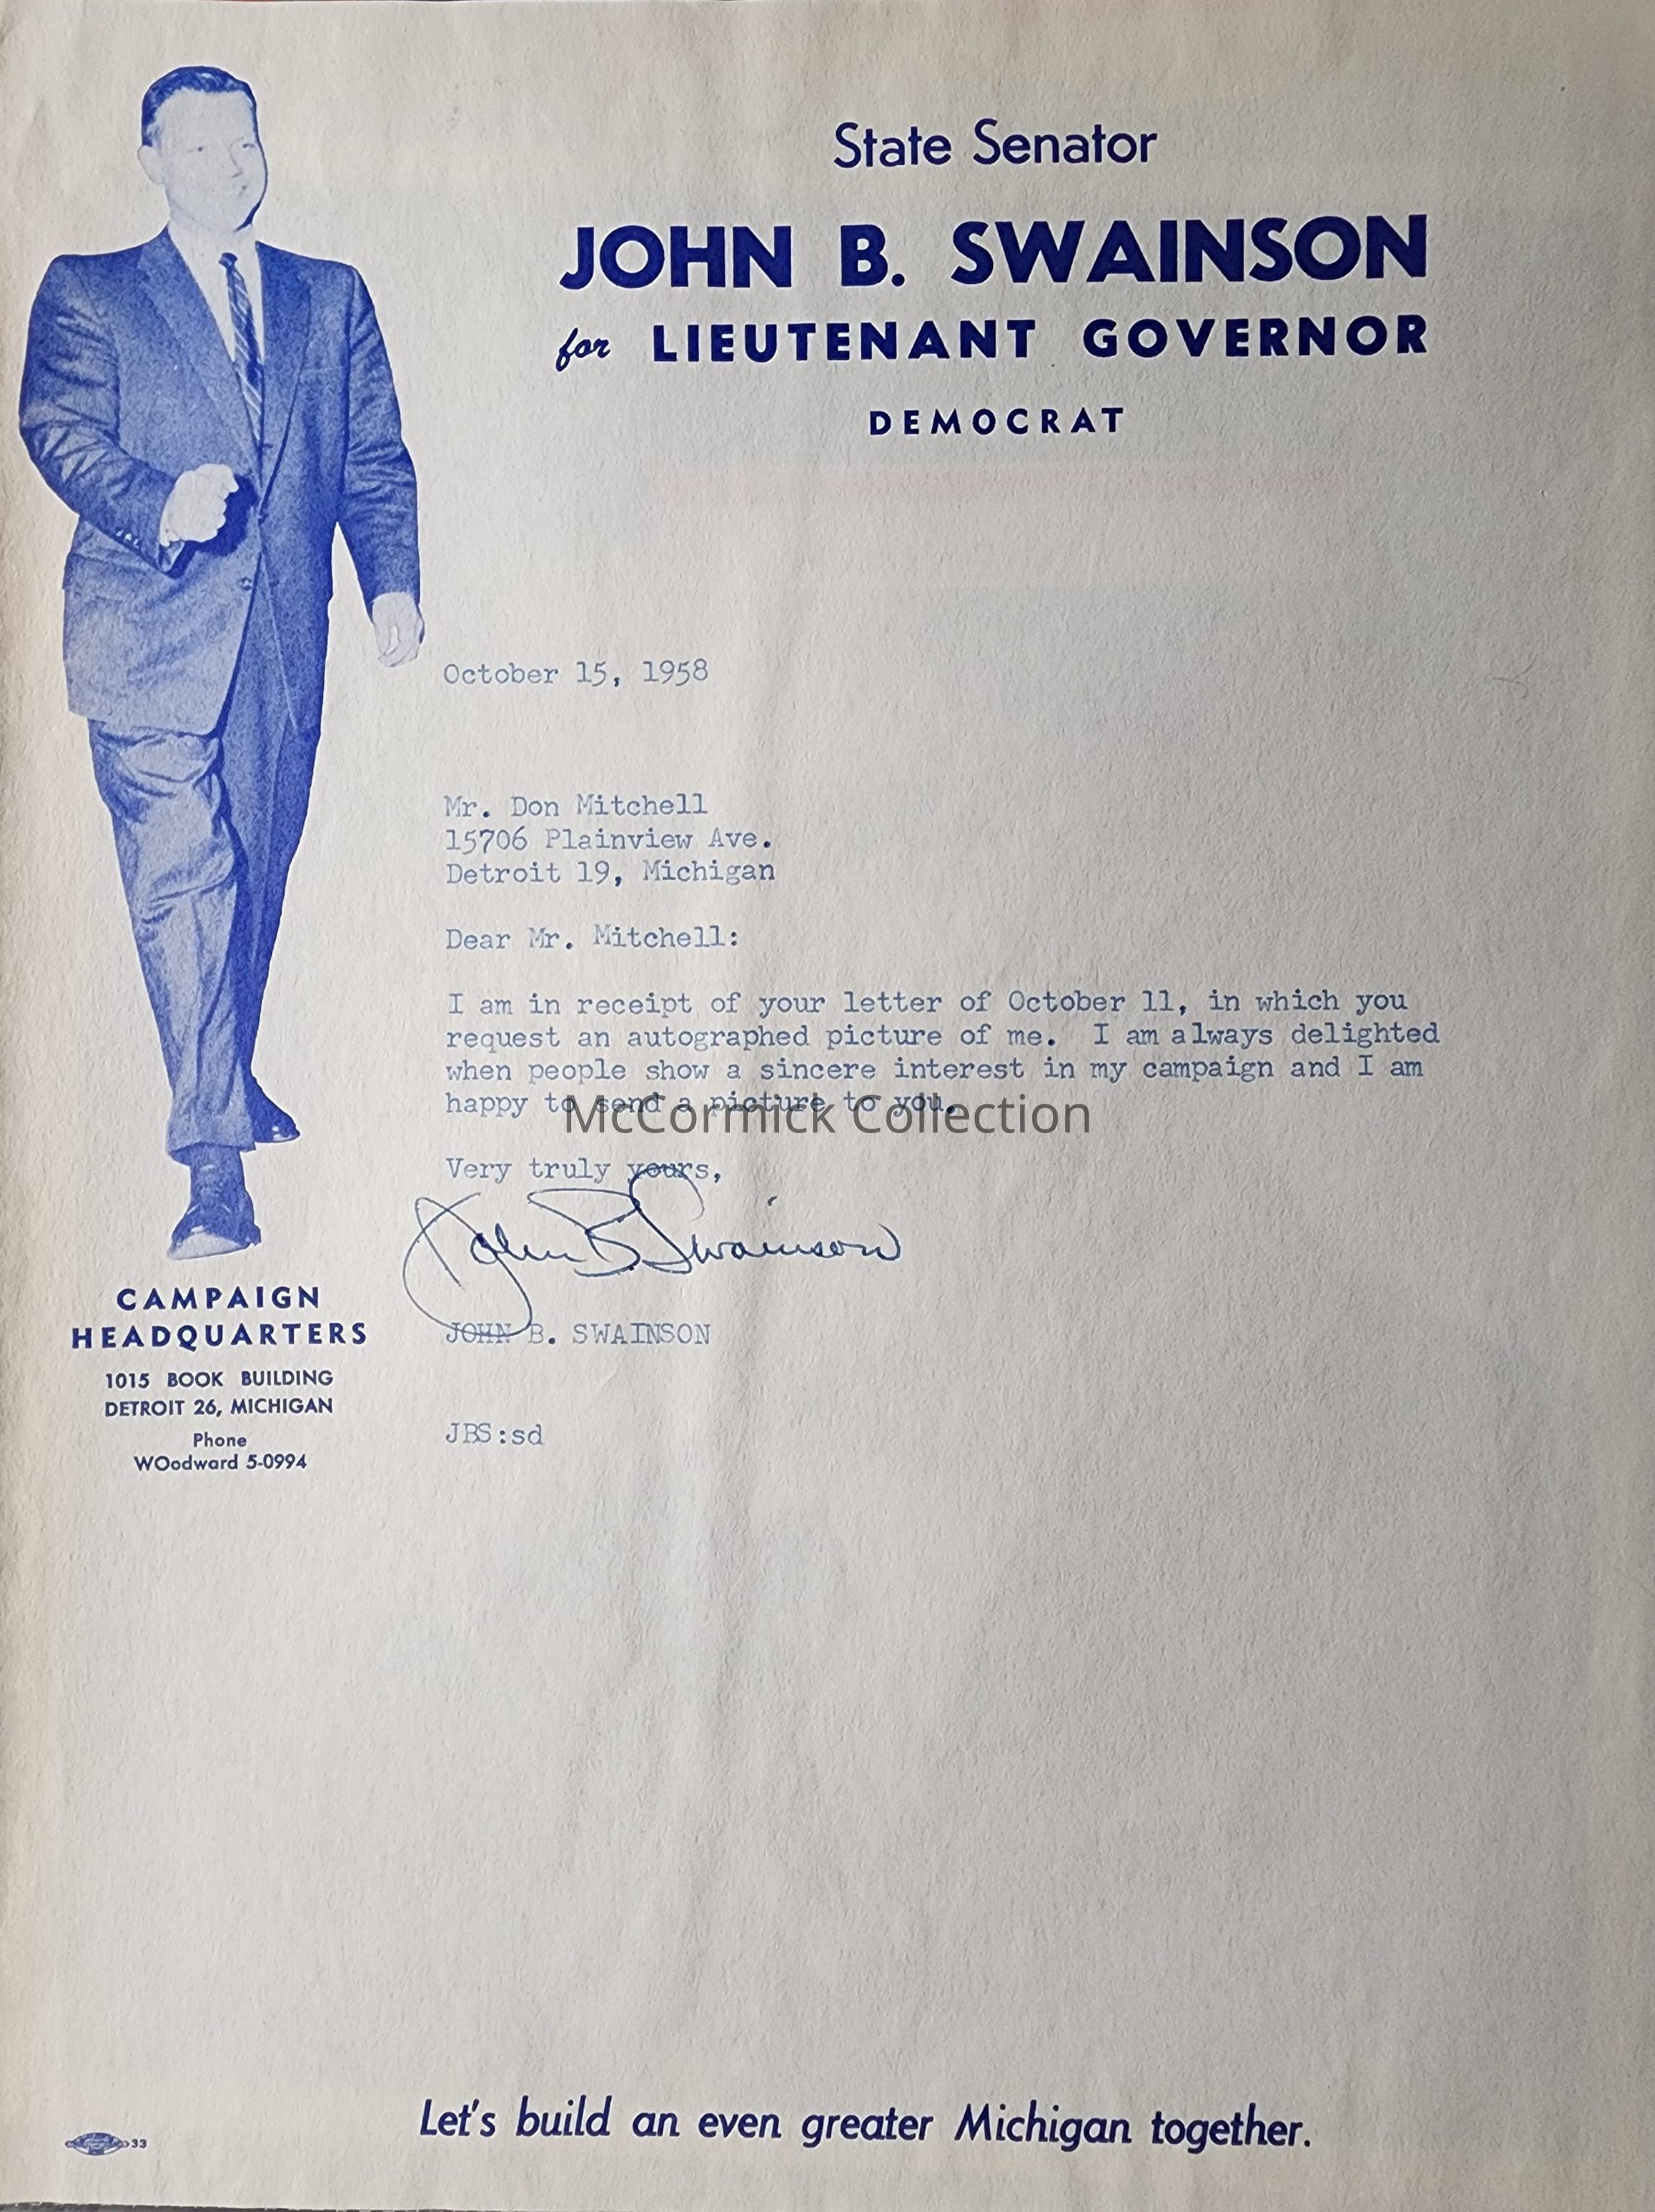 State Senator
JOHN B. SWAINSON
for LIEUTENANT GOVERNOR
DEMOCRAT
October 15, 1958
Mr. Don Mitchell
15706 Plainview Ave.
Detroit 19, Michigan
Dear Mr. Mitchell:
I am in receipt of your letter of October 11, in which you
request an autographed picture of me. I am always delighted
when people show a sincere interest in my campaign and I am
happy to send a picture to you.
McCormick Collection
Very truly yours,
John B. Swainson
JOHN B. SWAINSON
JBS:sd
CAMPAIGN
HEADQUARTERS
1015 BOOK BUILDING
DETROIT 26, MICHIGAN
Phone
WOodward 5-0994
Let's build an even greater Michigan together.
33